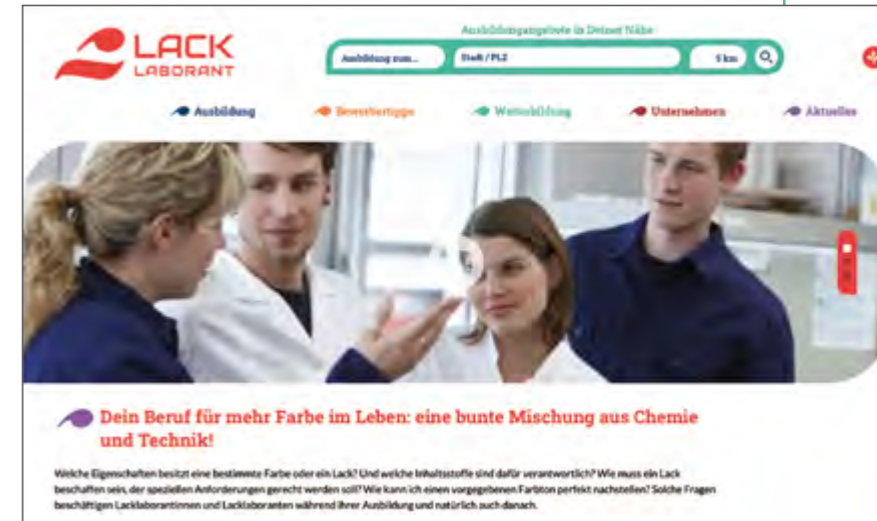 LACK
LABORANT
Ausbildungsangebote in Deiner Nähe
Ausbildung zum... Stadt / PLZ 5 km
Ausbildung Bewerbertipps Weiterbildung Unternehmen Aktuelles
Dein Beruf für mehr Farbe im Leben: eine bunte Mischung aus Chemie
und Technik!
Welche Eigenschaften besitzt eine bestimmte Farbe oder ein Lack? Und welche Inhaltsstoffe sind dafür verantwortlich? Wie muss ein Lack
beschaffen sein, der speziellen Anforderungen gerecht werden soll? Wie kann ich einen vorgegebenen Farbton perfekt nachstellen? Solche Fragen
beschäftigen Lacklaborantinnen und Lacklaboranten während ihrer Ausbildung und natürlich auch danach.